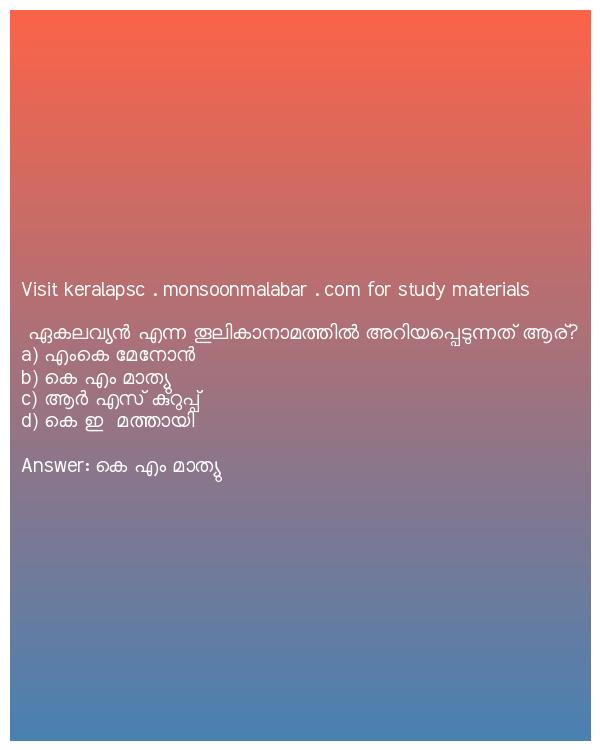 Visit keralapsc . monsoonmalabar . com for study materials
ഏകലവ്യൻ എന്ന തൂലികാനാമത്തിൽ അറിയപ്പെടുന്നത് ആര്?
a) എംകെ മേനോൻ
b) കെ എം മാത്യു
c) ആർ എസ് കുറുപ്പ്
d) കെ ഇ മത്തായി
Answer: കെ എം മാത്യു